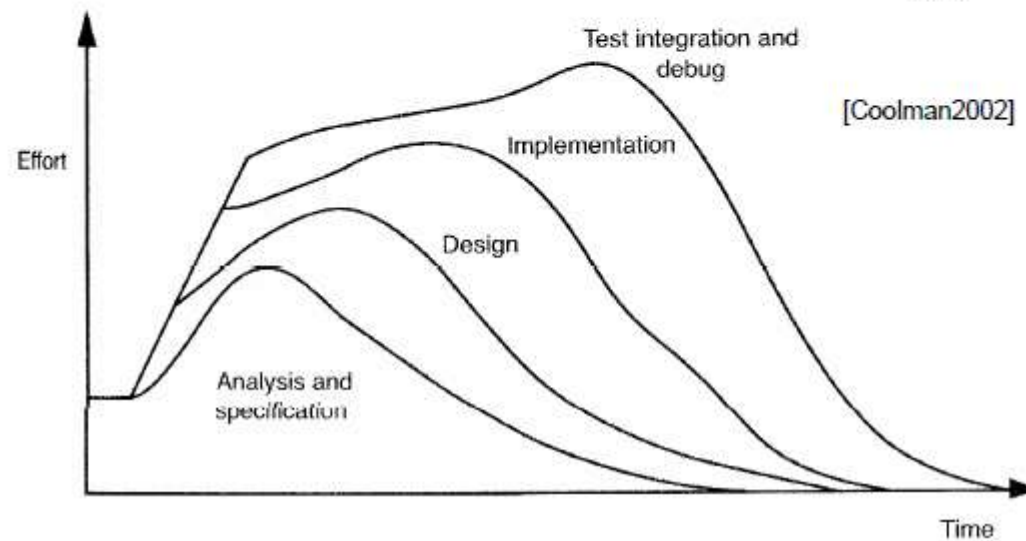 Test integration and
debug
[Coolman2002]
Effort
Implementation
Design
Analysis and
specification
Time